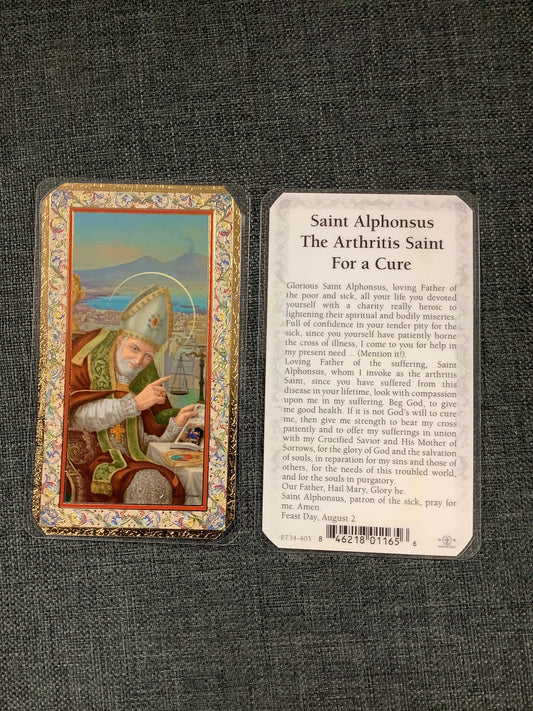 Saint Alphonsus
The Arthritis Saint
For a Cure
Glorious Saint Alphonsus, loving Father of
the poor and sick, all your life you devoted
yourself with a charity really heroic to
lightening their spiritual and bodily miseries.
Full of confidence in your tender pity for the
sick, since you yourself have patiently borne
the cross of illness, I come to you for help in
my present need ... (Mention it!).
Loving Father of the suffering, Saint
Alphonsus, whom I invoke as the arthritis
Saint, since you have suffered from this
disease in your lifetime, look with compassion
upon me in my suffering. Beg God, to give
me good health. If it is not God's will to cure
me, then give me strength to bear my cross
patiently and to offer my sufferings in union
with my Crucified Savior and His Mother of
Sorrows, for the glory of God and the salvation
of souls, in reparation for my sins and those of
others, for the needs of this troubled world,
and for the souls in purgatory.
Our Father, Hail Mary, Glory be.
Saint Alphonsus, patron of the sick, pray for
me. Amen.
Feast Day, August 2
E734-403 8 46218 01165 6